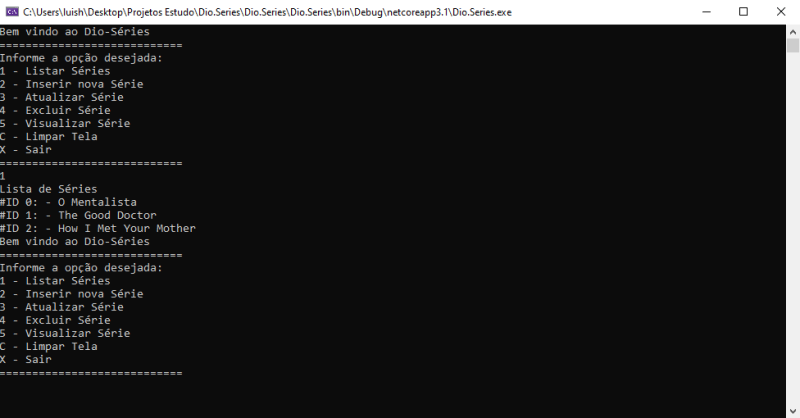 C:\Users\luish\Desktop\Projetos Estudo\Dio.Series\Dio.Series\Dio.Series\bin\Debug\netcoreapp3.1\Dio.Series.exe
Bem vindo ao Dio-Séries
============================
Informe a opção desejada:
1 - Listar Séries
2 - Inserir nova Série
3 - Atualizar Série
4 - Excluir Série
5 - Visualizar Série
C - Limpar Tela
X - Sair
============================
1
Lista de Séries
#ID 0: - O Mentalista
#ID 1: - The Good Doctor
#ID 2: - How I Met Your Mother
Bem vindo ao Dio-Séries
============================
Informe a opção desejada:
1 - Listar Séries
2 - Inserir nova Série
3 - Atualizar Série
4 - Excluir Série
5 - Visualizar Série
C - Limpar Tela
X - Sair
============================